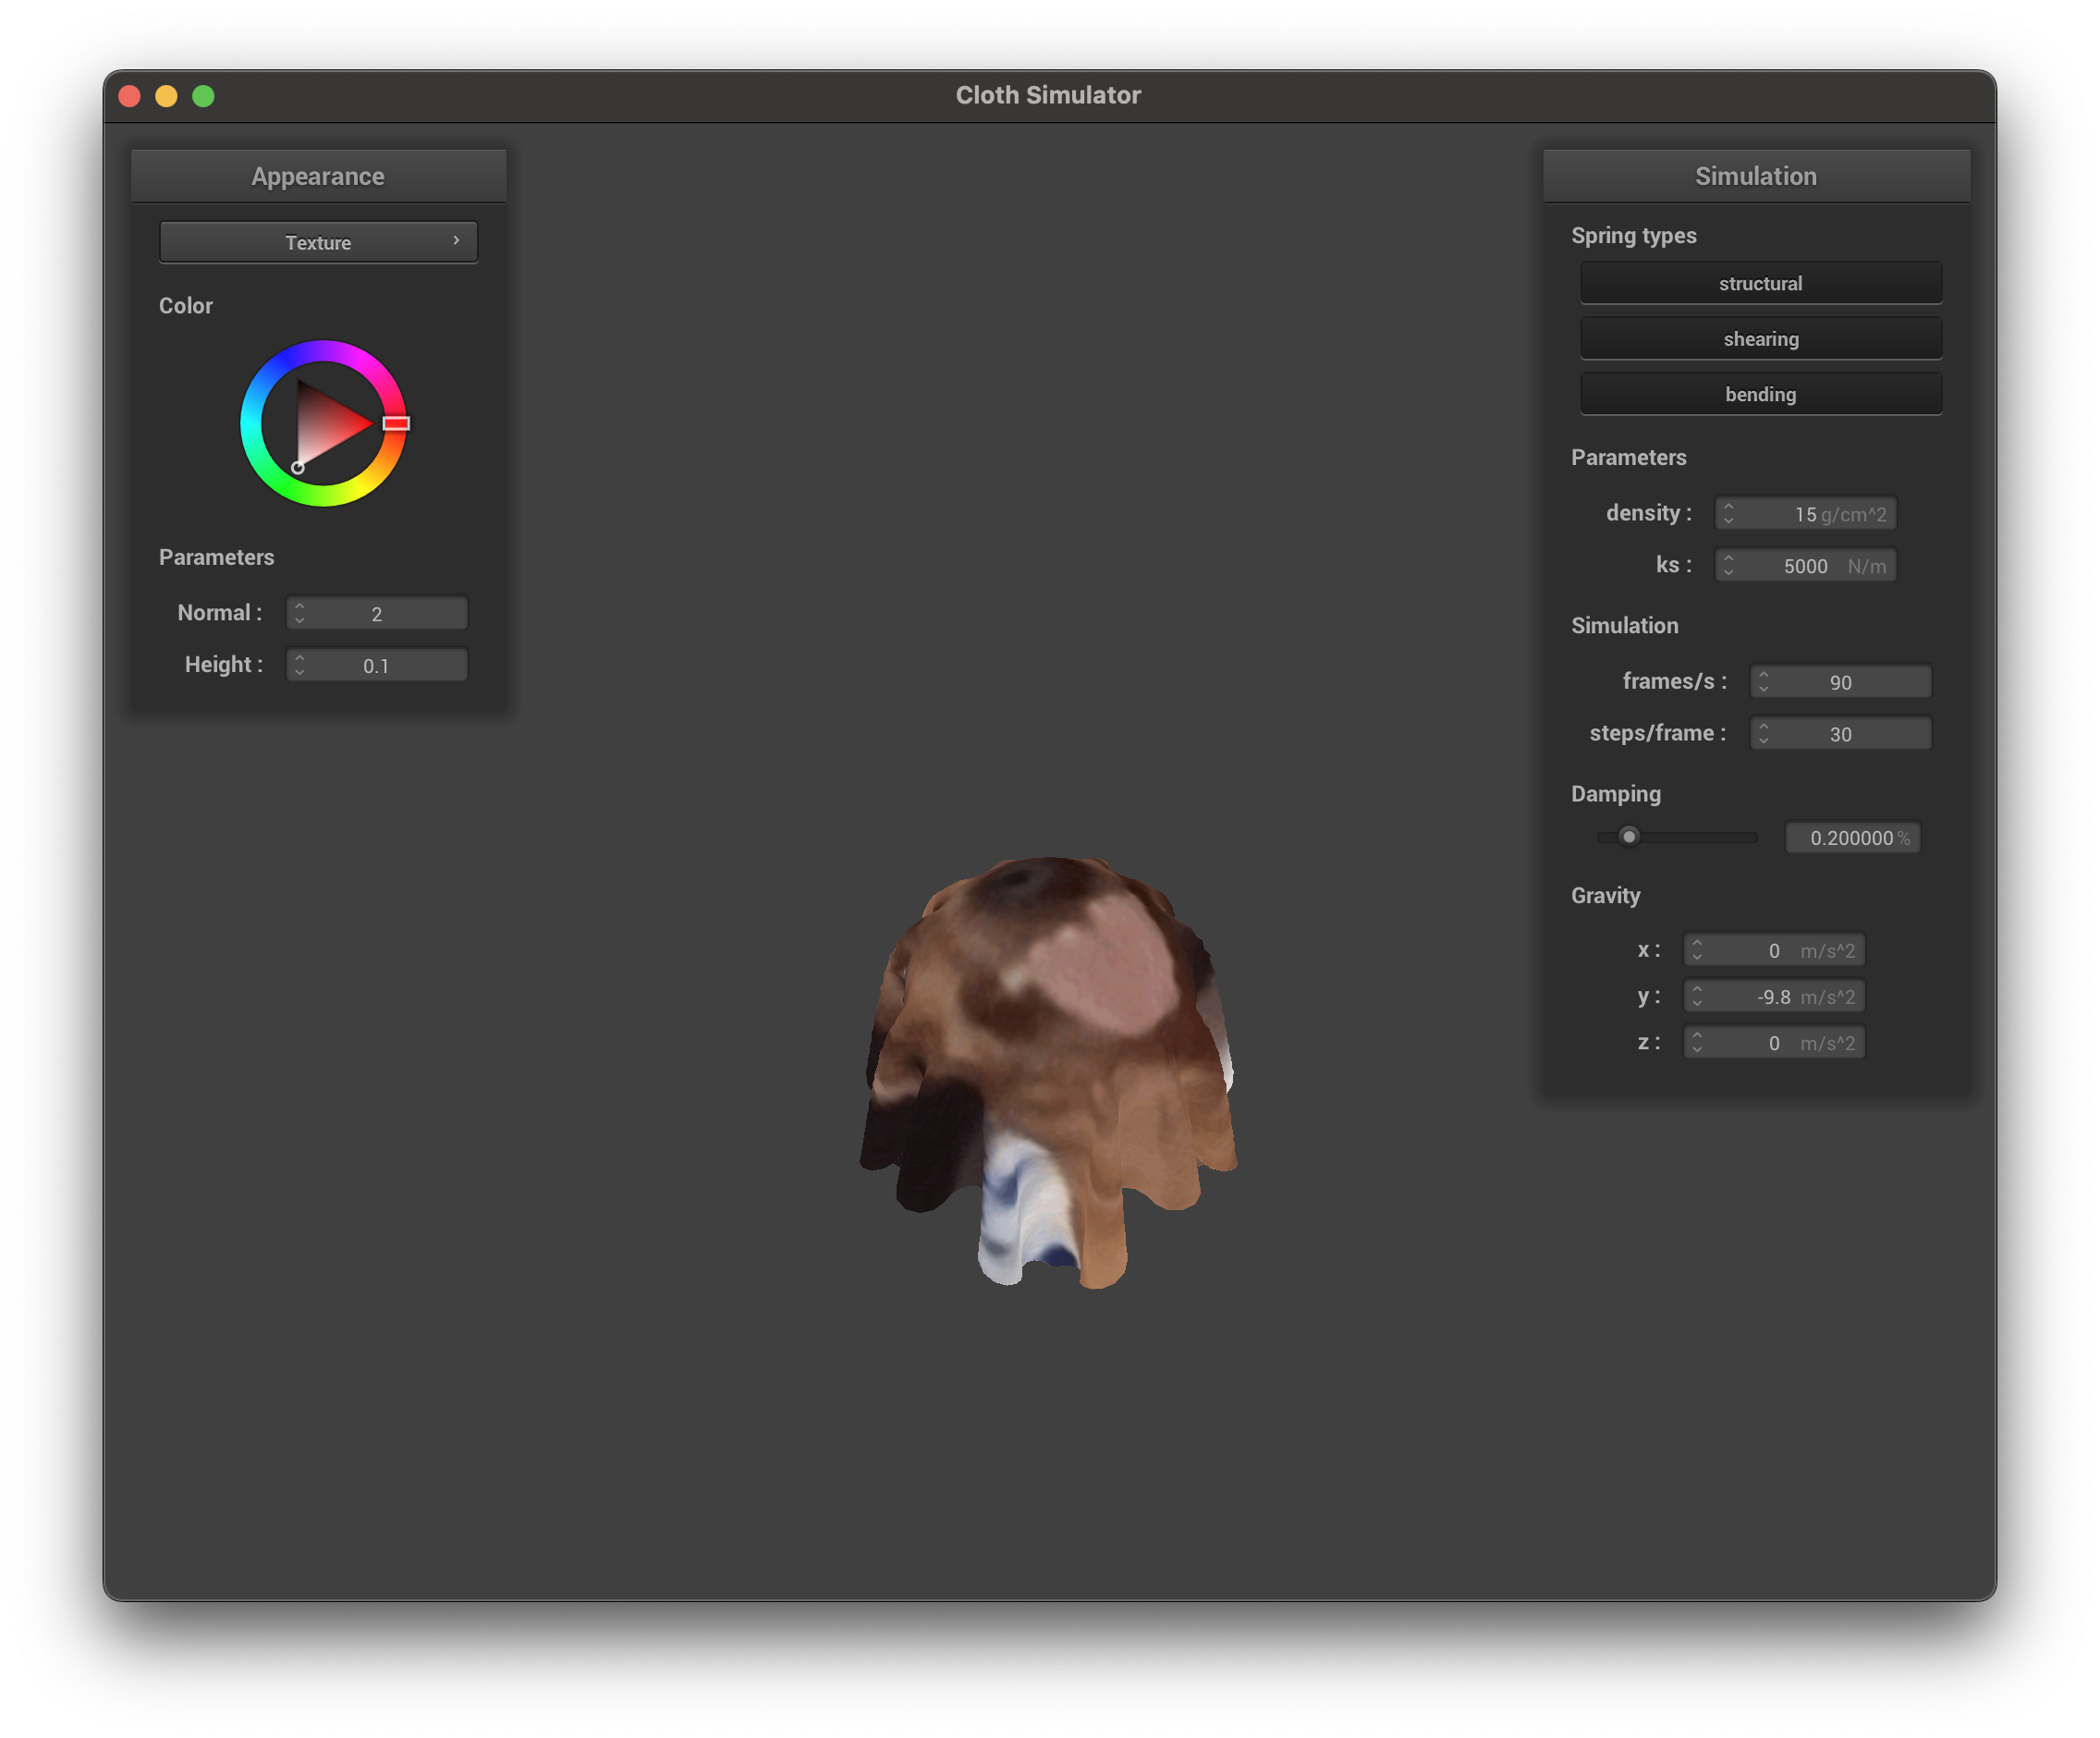 Cloth Simulator
Appearance
Texture
Color
Parameters
Normal :
2
Height :
0.1
Simulation
Spring types
structural
shearing
bending
Parameters
density :
15 g/cm^2
ks :
5000 N/m
Simulation
frames/s :
90
steps/frame :
30
Damping
0.200000 %
Gravity
x :
0 m/s^2
y :
-9.8 m/s^2
z :
0 m/s^2